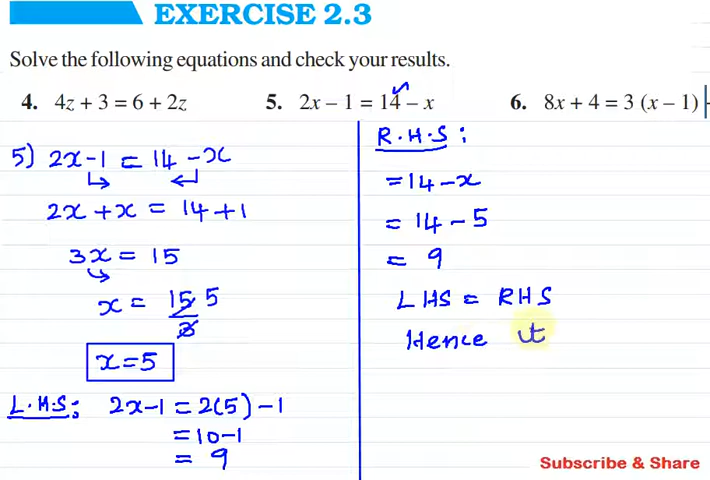 EXERCISE 2.3
Solve the following equations and check your results.
4. 4z + 3 = 6 + 2z
5. 2x – 1 = 14 – x
6. 8x + 4 = 3 (x – 1)
5) 2x-1 = 14 -x
2x + x = 14 + 1
3x = 15
x = 15 5
3
x = 5
L.H.S: 2x-1 = 2(5) -1
= 10-1
= 9
R.H.S:
= 14 - x
= 14 - 5
= 9
LHS = RHS
Hence it
Subscribe & Share